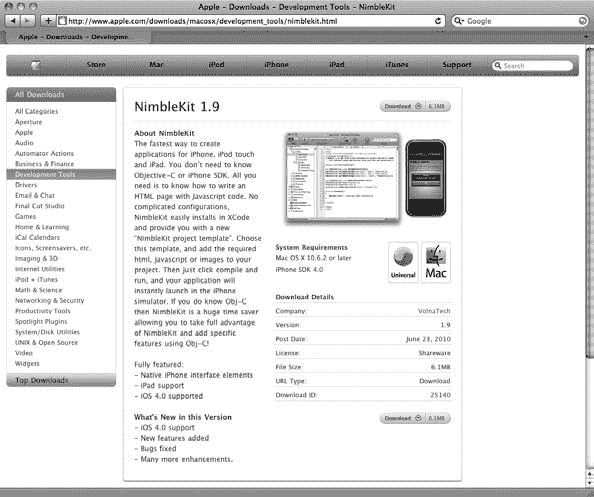 Apple – Downloads – Development Tools – NimbleKit
http://www.apple.com/downloads/macosx/development_tools/nimblekit.html
Google
Apple – Downloads – Developme...
Store Mac iPod iPhone iPad iTunes Support Search
All Downloads
All Categories
Aperture
Apple
Audio
Automator Actions
Business & Finance
Development Tools
Drivers
Email & Chat
Final Cut Studio
Games
Home & Learning
iCal Calendars
Icons, Screensavers, etc.
Imaging & 3D
Internet Utilities
iPod + iTunes
Math & Science
Networking & Security
Productivity Tools
Spotlight Plugins
System/Disk Utilities
UNIX & Open Source
Video
Widgets
Top Downloads
NimbleKit 1.9
Download 6.1MB
About NimbleKit
The fastest way to create
applications for iPhone, iPod touch
and iPad. You don't need to know
Objective-C or iPhone SDK. All you
need is to know how to write an
HTML page with Javascript code. No
complicated configurations,
NimbleKit easily installs in XCode
and provide you with a new
"NimbleKit project template". Choose
this template, and add the required
html, javascript or images to your
project. Then just click compile and
run, and your application will
instantly launch in the iPhone
simulator. If you do know Obj-C
then NimbleKit is a huge time saver
allowing you to take full advantage
of NimbleKit and add specific
features using Obj-C!
Fully featured:
- Native iPhone interface elements
- iPad support
- iOS 4.0 supported
What's New in this Version
- iOS 4.0 support
- New features added
- Bugs fixed
- Many more enhancements.
System Requirements
Mac OS X 10.6.2 or later
iPhone SDK 4.0
Universal
Mac
Download Details
Company: VolnaTech
Version: 1.9
Post Date: June 23, 2010
License: Shareware
File Size: 6.1MB
URL Type: Download
Download ID: 25140
Download 6.1MB